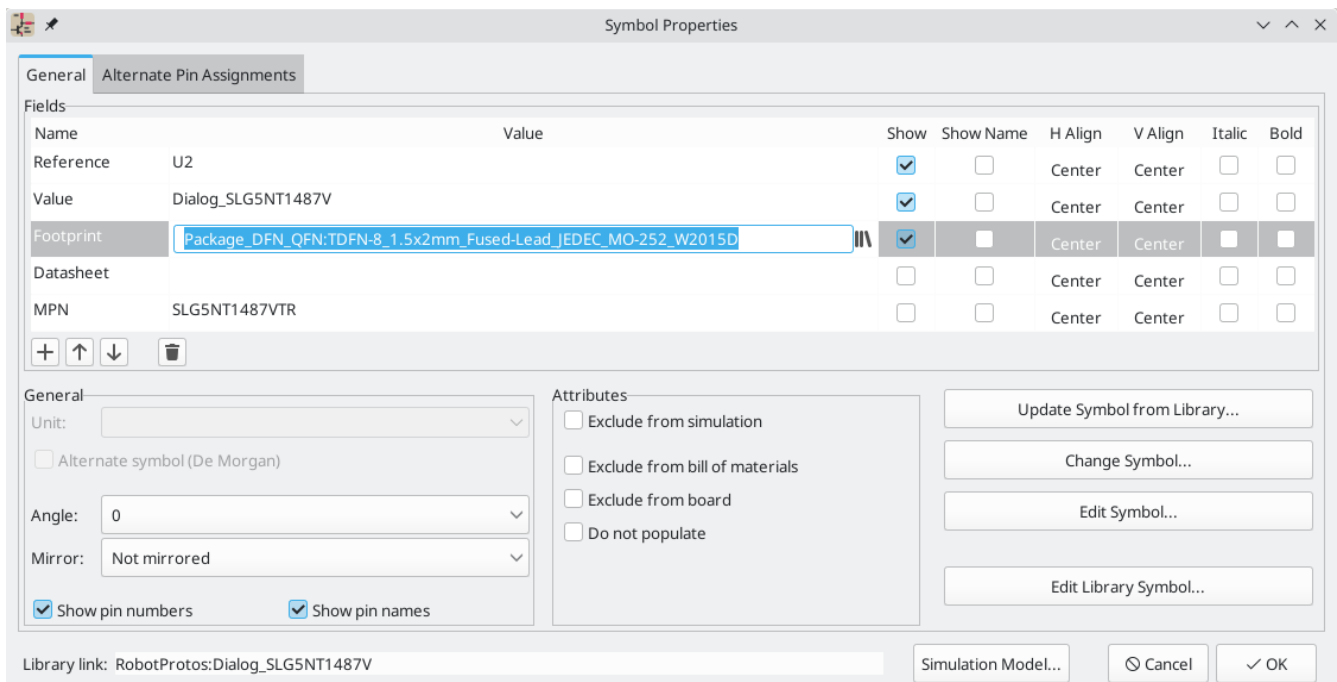 Symbol Properties
General Alternate Pin Assignments
Fields
Name Value Show Show Name H Align V Align Italic Bold
Reference U2 Center Center
Value Dialog_SLG5NT1487V Center Center
Footprint Package_DFN_QFN:TDFN-8_1.5x2mm_Fused-Lead_JEDEC_MO-252_W2015D Center Center
Datasheet Center Center
MPN SLG5NT1487VTR Center Center
General Attributes
Unit: Exclude from simulation Update Symbol from Library...
Alternate symbol (De Morgan) Exclude from bill of materials Change Symbol...
Angle: 0 Exclude from board Edit Symbol...
Mirror: Not mirrored Do not populate
Edit Library Symbol...
Show pin numbers Show pin names
Library link: RobotProtos:Dialog_SLG5NT1487V Simulation Model... Cancel OK